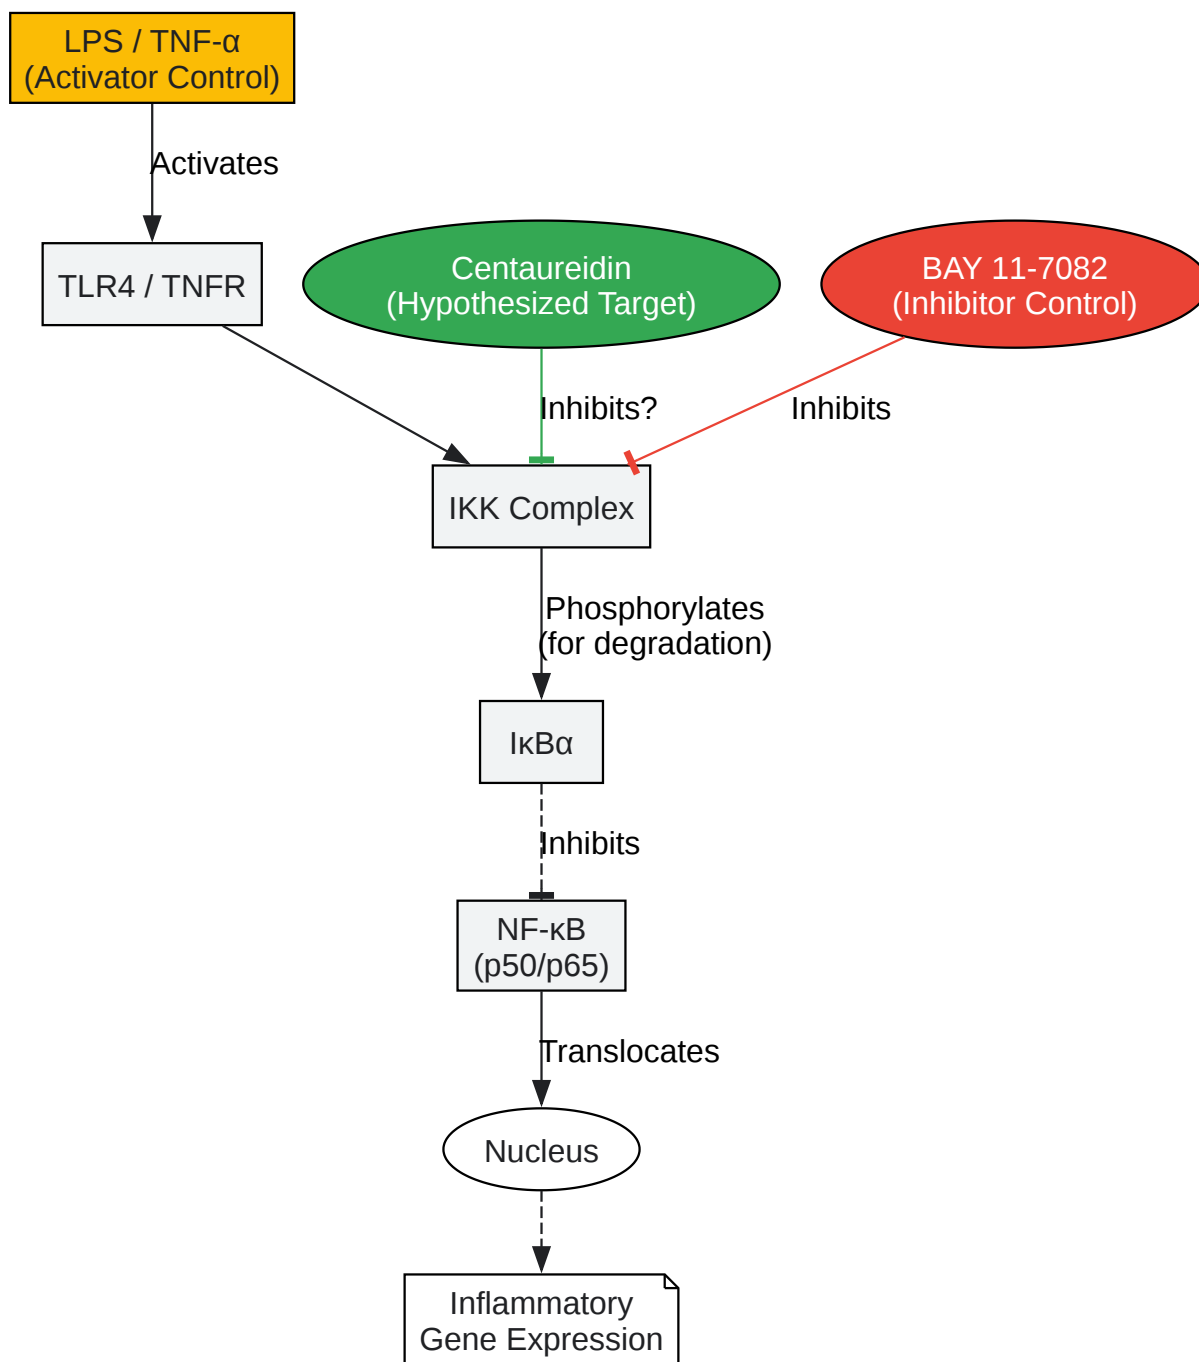 LPS / TNF-α
(Activator Control)
Activates
TLR4 / TNFR
Centaureidin
(Hypothesized Target)
BAY 11-7082
(Inhibitor Control)
Inhibits?
Inhibits
IKK Complex
Phosphorylates
(for degradation)
IκBα
Inhibits
NF-κB
(p50/p65)
Translocates
Nucleus
Inflammatory
Gene Expression